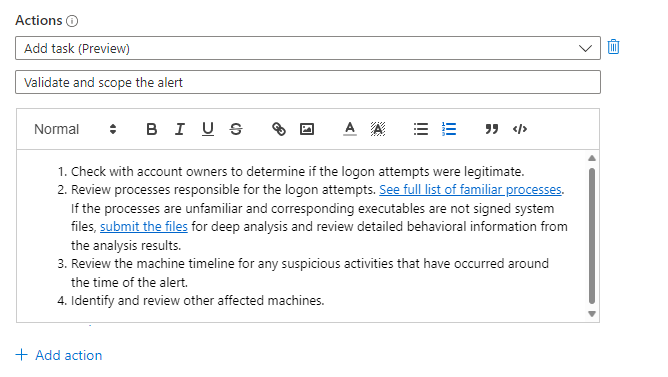 Actions
Add task (Preview)
Validate and scope the alert
Normal B I U S A A
1. Check with account owners to determine if the logon attempts were legitimate.
2. Review processes responsible for the logon attempts. See full list of familiar processes.
If the processes are unfamiliar and corresponding executables are not signed system
files, submit the files for deep analysis and review detailed behavioral information from
the analysis results.
3. Review the machine timeline for any suspicious activities that have occurred around
the time of the alert.
4. Identify and review other affected machines.
+ Add action